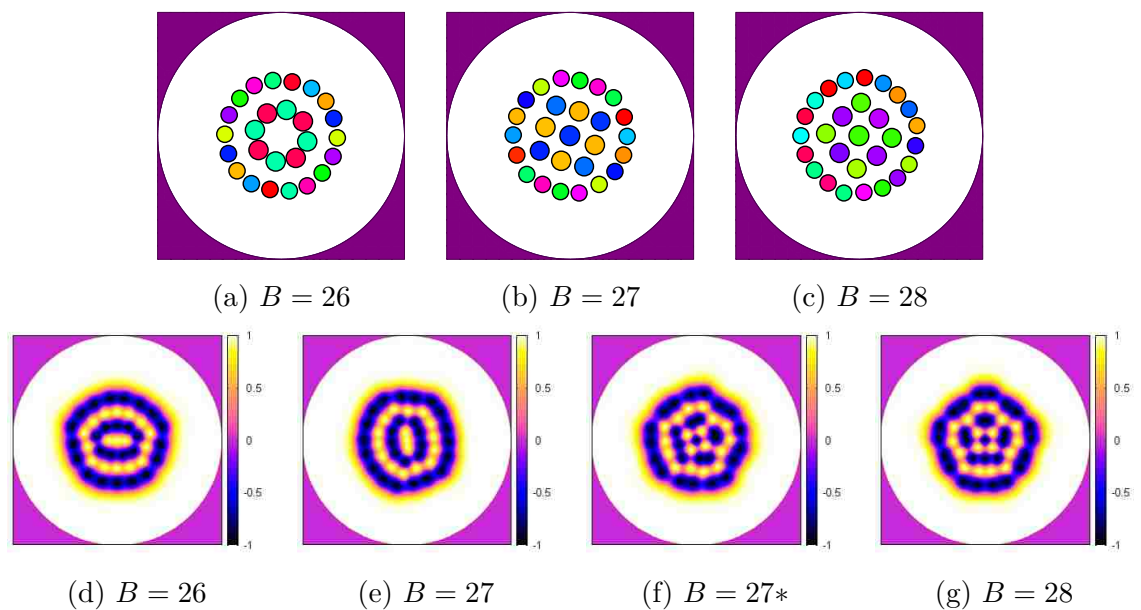 (a) B = 26
(b) B = 27
(c) B = 28
1
0.5
0
-0.5
-1
1
0.5
0
-0.5
-1
1
0.5
0
-0.5
-1
1
0.5
0
-0.5
-1
(d) B = 26
(e) B = 27
(f) B = 27*
(g) B = 28